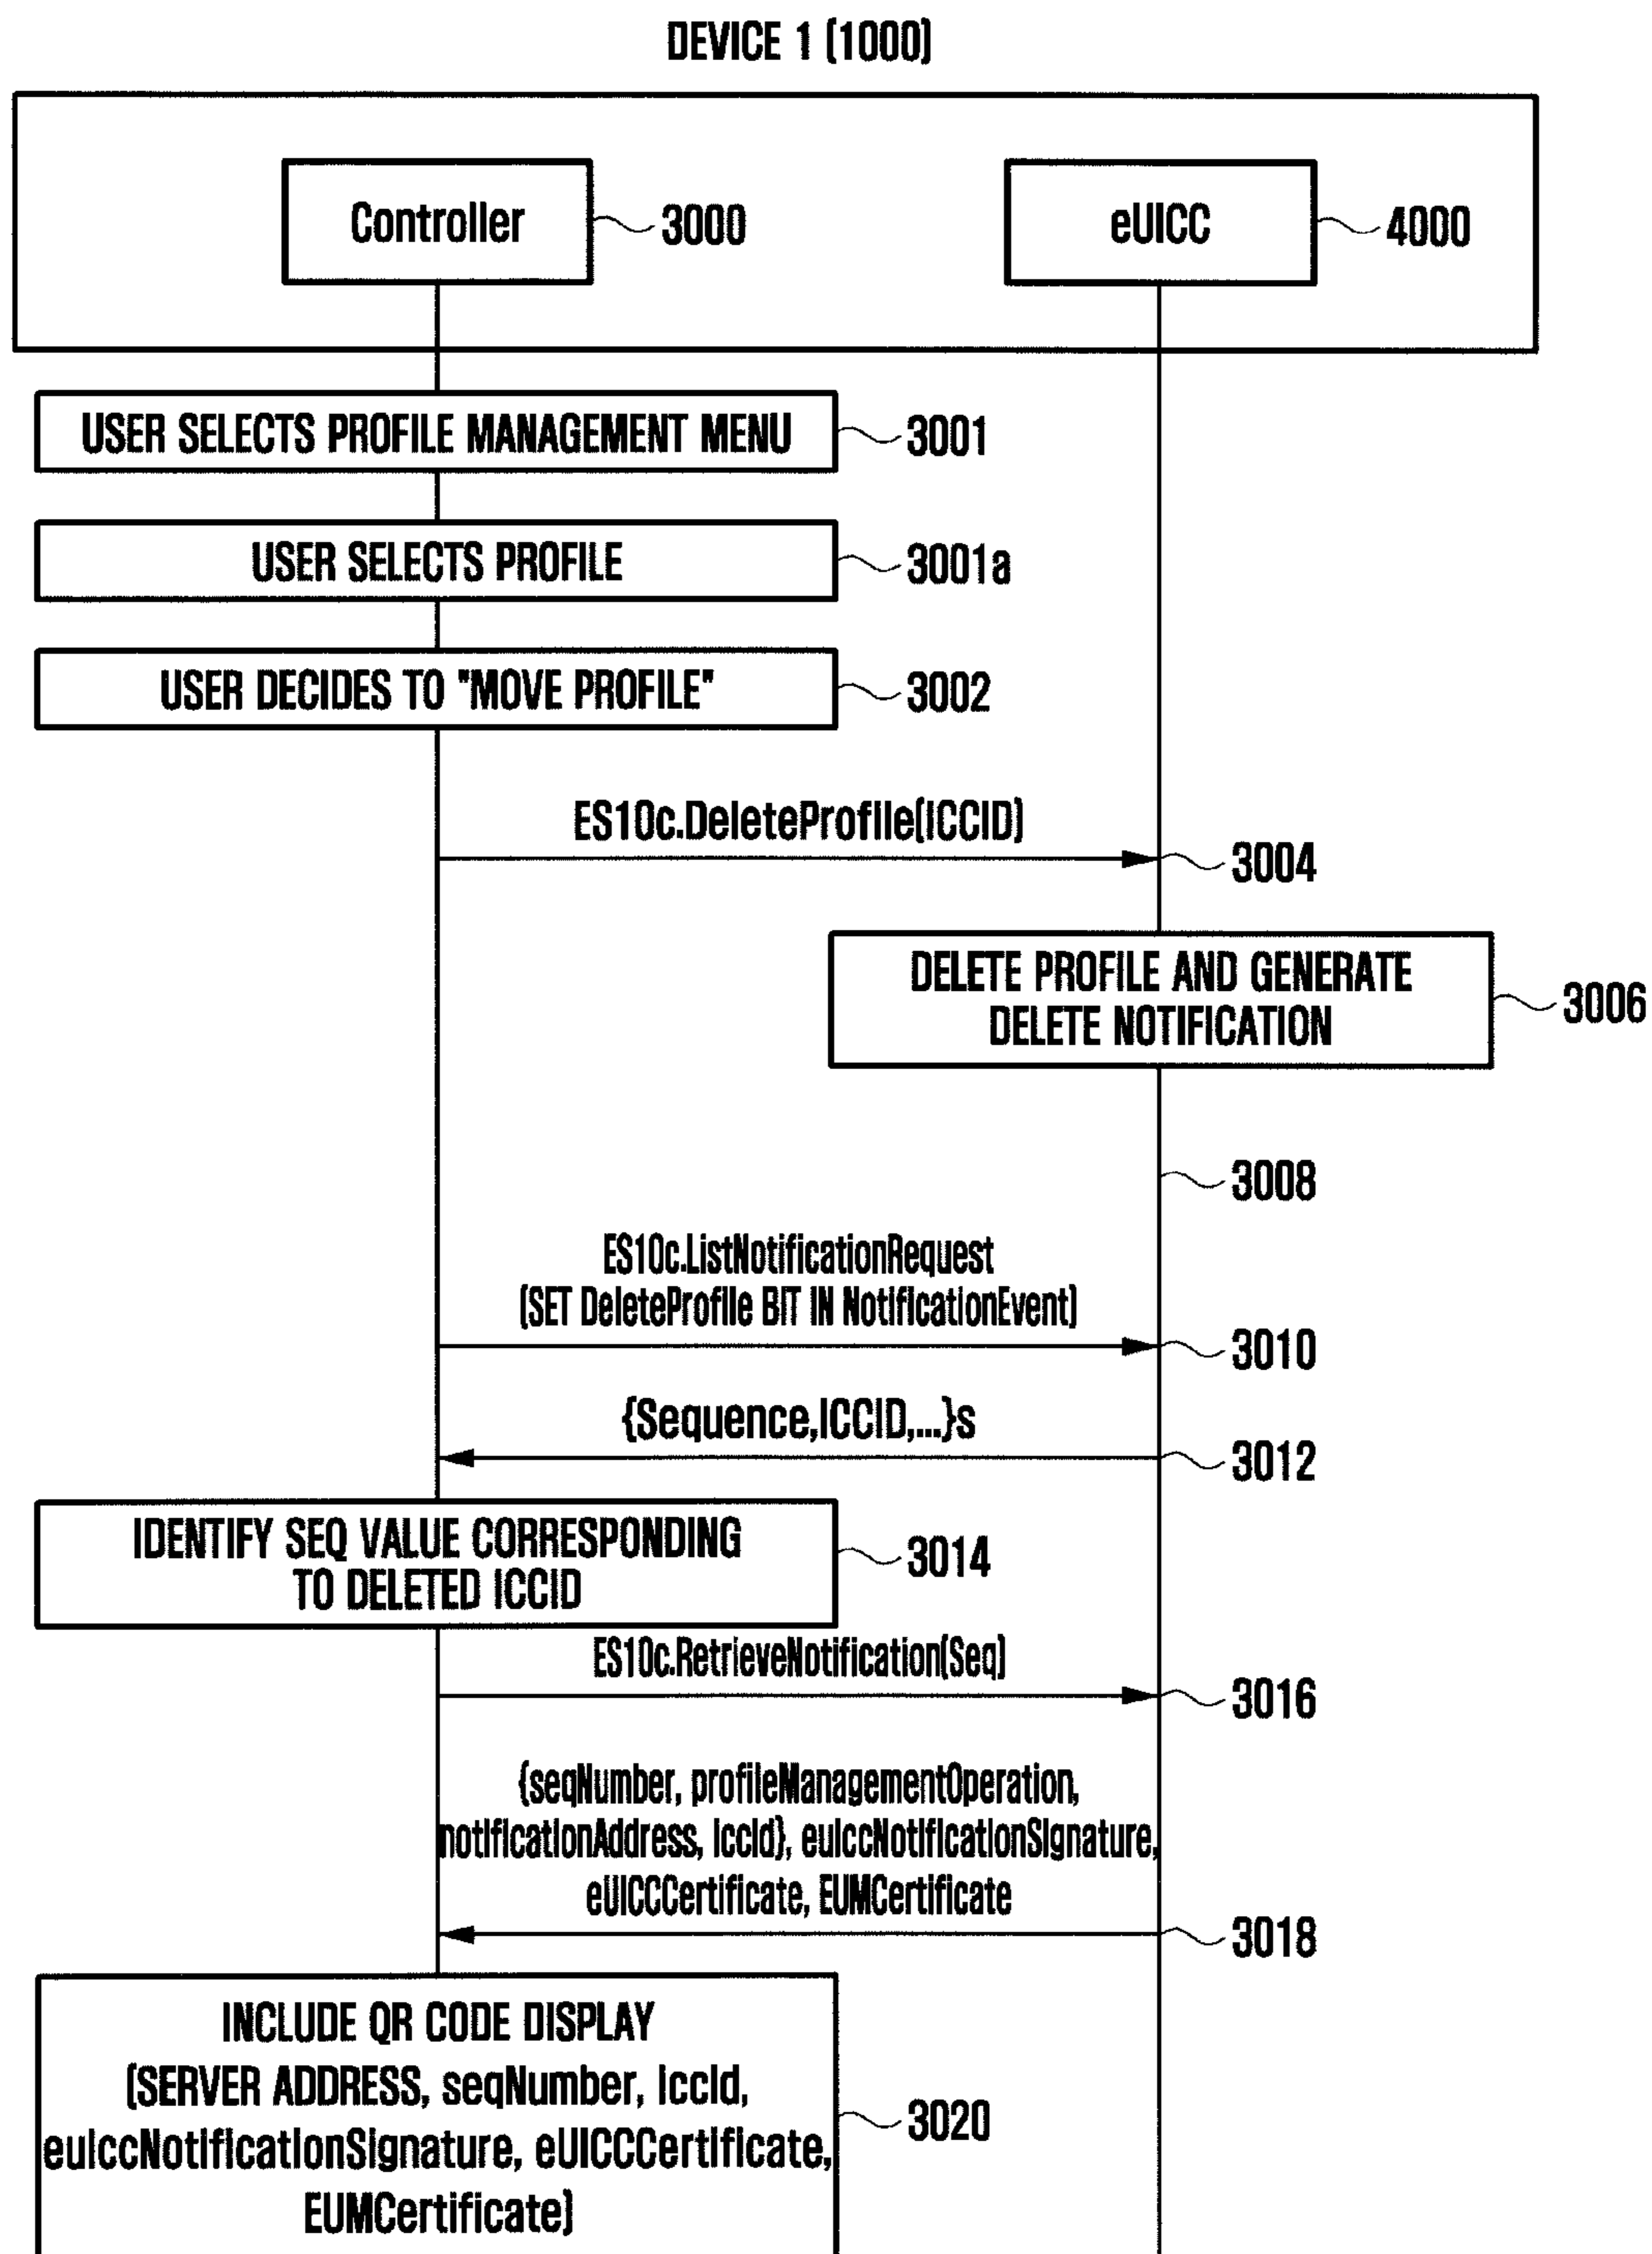 DEVICE 1 (1000)
Controller
3000
eUICC
4000
USER SELECTS PROFILE MANAGEMENT MENU
3001
USER SELECTS PROFILE
3001a
USER DECIDES TO "MOVE PROFILE"
3002
ES10c.DeleteProfile(ICCID)
3004
DELETE PROFILE AND GENERATE
DELETE NOTIFICATION
3006
3008
ES10c.ListNotificationRequest
(SET DeleteProfile BIT IN NotificationEvent)
3010
{Sequence,ICCID,...}s
3012
IDENTIFY SEQ VALUE CORRESPONDING
TO DELETED ICCID
3014
ES10c.RetrieveNotification(Seq)
3016
{seqNumber, profileManagementOperation,
notificationAddress, iccid}, euiccNotificationSignature,
eUICCCertificate, EUMCertificate
3018
INCLUDE QR CODE DISPLAY
(SERVER ADDRESS, seqNumber, iccid,
euiccNotificationSignature, eUICCCertificate,
EUMCertificate)
3020